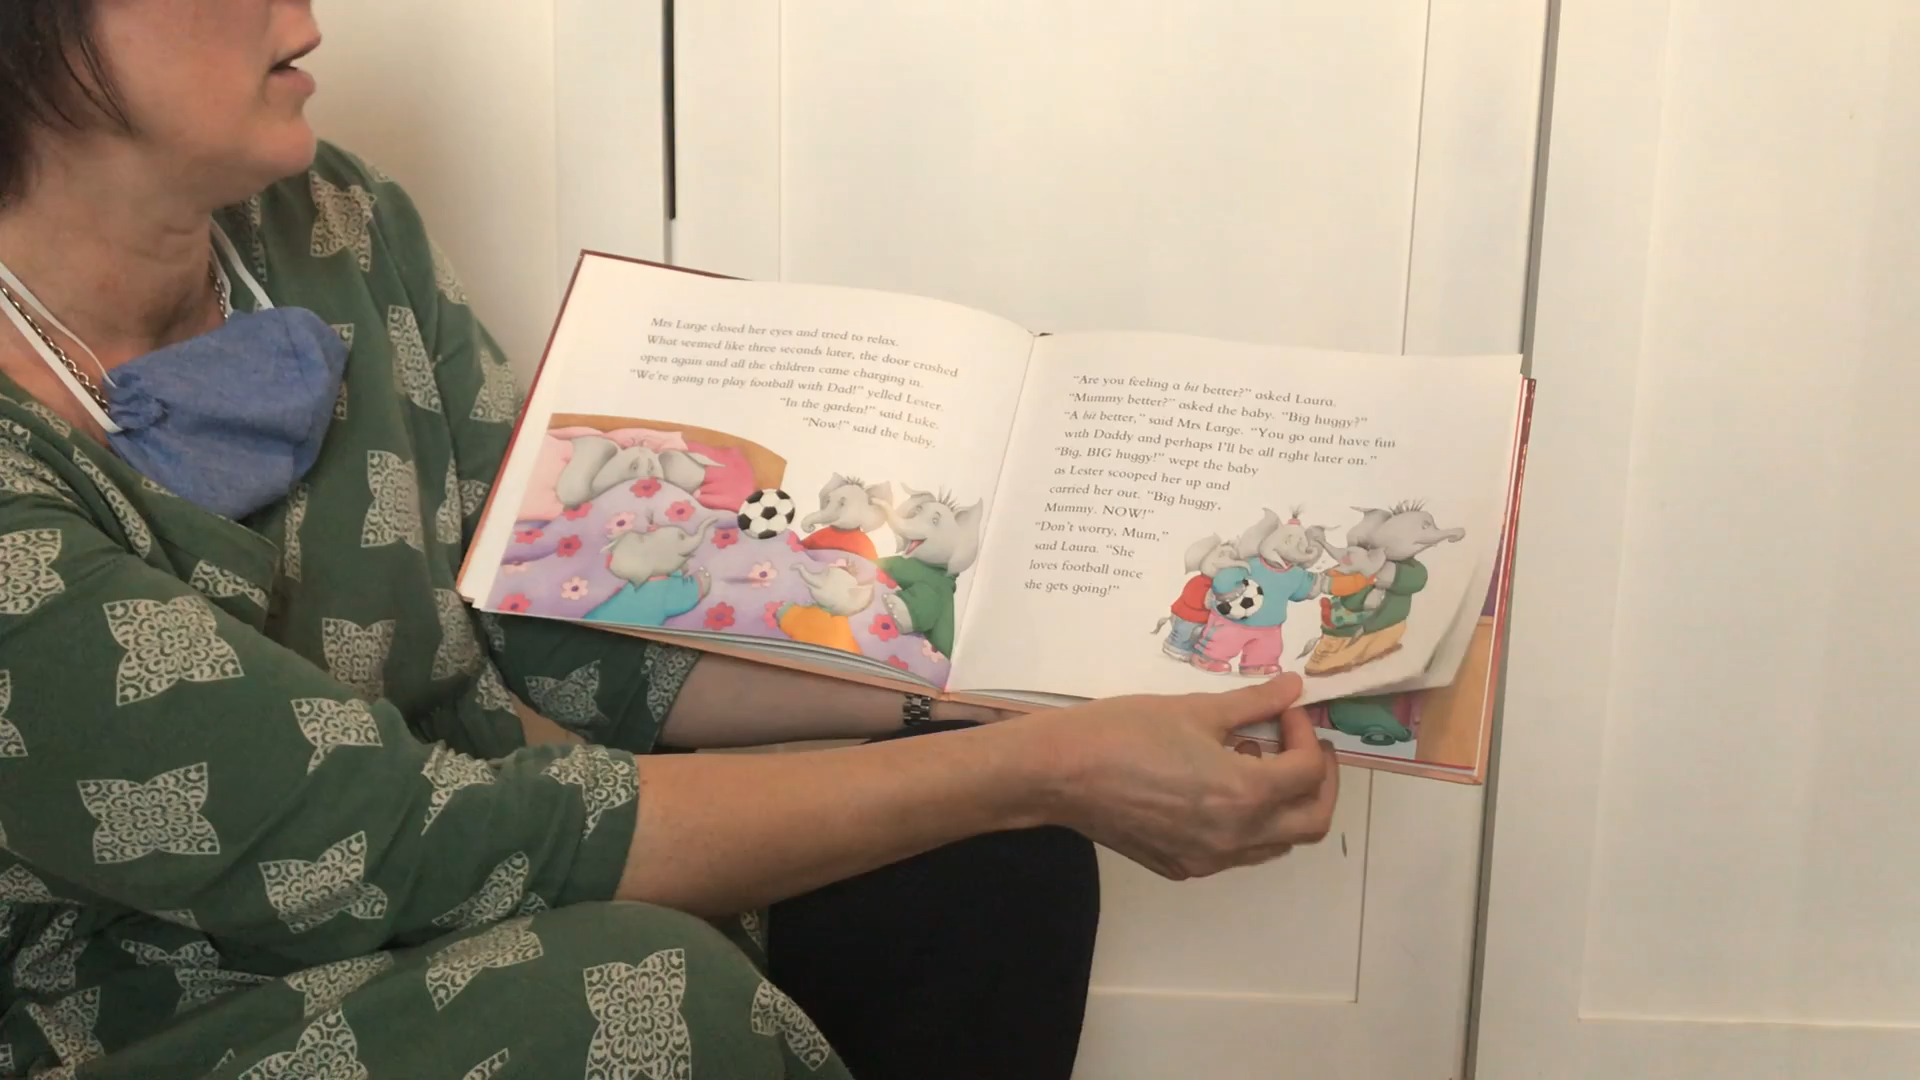 Mrs Large closed her eyes and tried to relax.
What seemed like three seconds later, the door crashed
open again and all the children came charging in.
"We're going to play football with Dad!" yelled Lester.
"In the garden!" said Luke.
"Now!" said the baby.
"Are you feeling a bit better?" asked Laura.
"Mummy better?" asked the baby. "Big huggy?"
"A bit better," said Mrs Large. "You go and have fun
with Daddy and perhaps I'll be all right later on."
"Big, BIG huggy!" wept the baby
as Lester scooped her up and
carried her out. "Big huggy,
Mummy. NOW!"
"Don't worry, Mum,"
said Laura. "She
loves football once
she gets going!"